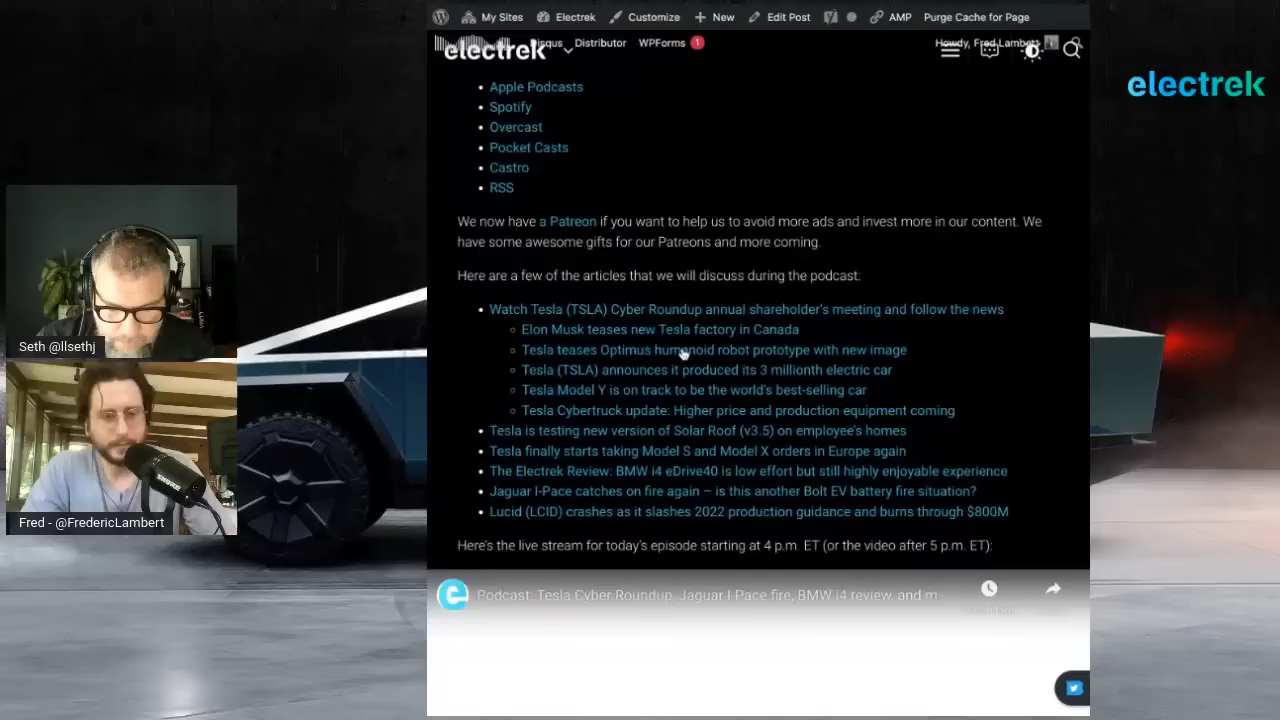 My Sites Electrek Customize New Edit Post AMP Purge Cache for Page
Disqus Distributor WPForms 1 Howdy, Fred Lambert
electrek
electrek
Apple Podcasts
Spotify
Overcast
Pocket Casts
Castro
RSS
We now have a Patreon if you want to help us to avoid more ads and invest more in our content. We
have some awesome gifts for our Patreons and more coming.
Here are a few of the articles that we will discuss during the podcast:
Watch Tesla (TSLA) Cyber Roundup annual shareholder's meeting and follow the news
Elon Musk teases new Tesla factory in Canada
Tesla teases Optimus humanoid robot prototype with new image
Tesla (TSLA) announces it produced its 3 millionth electric car
Tesla Model Y is on track to be the world's best-selling car
Tesla Cybertruck update: Higher price and production equipment coming
Tesla is testing new version of Solar Roof (v3.5) on employee's homes
Tesla finally starts taking Model S and Model X orders in Europe again
The Electrek Review: BMW i4 eDrive40 is low effort but still highly enjoyable experience
Jaguar I-Pace catches on fire again – is this another Bolt EV battery fire situation?
Lucid (LCID) crashes as it slashes 2022 production guidance and burns through $800M
Here's the live stream for today's episode starting at 4 p.m. ET (or the video after 5 p.m. ET):
Podcast: Tesla Cyber Roundup, Jaguar I-Pace fire, BMW i4 review, and m
Seth @llsethj
Fred - @FredericLambert
SHURE